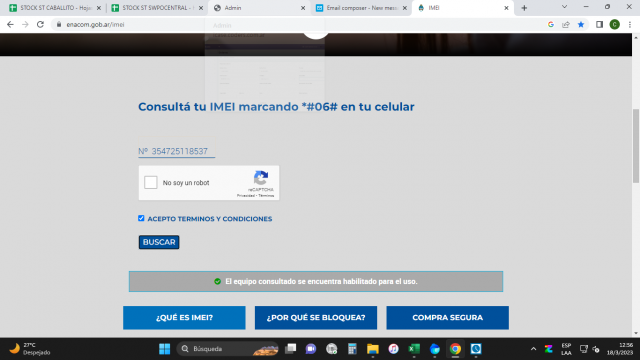 STOCK ST CABALLITO - Hoja
STOCK ST SWPOCENTRAL -
Admin
Email composer - New mess
IMEI
enacom.gob.ar/imei
C
Admin
Consultá tu IMEI marcando *#06# en tu celular
Nº 354725118537
No soy un robot
reCAPTCHA
Privacidad - Términos
ACEPTO TERMINOS Y CONDICIONES
BUSCAR
El equipo consultado se encuentra habilitado para el uso.
¿QUÉ ES IMEI?
¿POR QUÉ SE BLOQUEA?
COMPRA SEGURA
27°C
Despejado
Búsqueda
ESP
LAA
12:56
18/3/2023